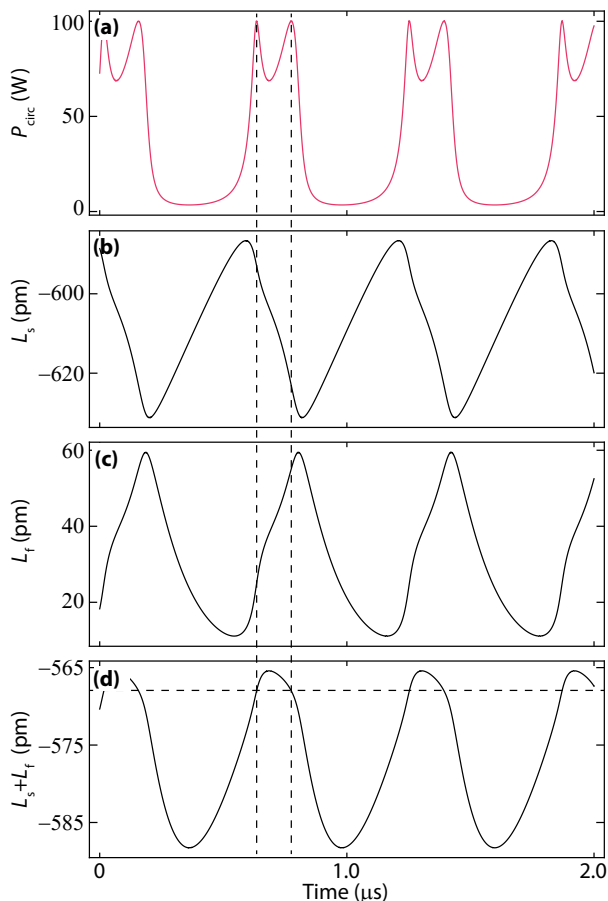 (a)
100
50
0
P_circ (W)
(b)
−600
−620
L_s (pm)
(c)
60
40
20
L_f (pm)
(d)
−565
−575
−585
L_s+L_f (pm)
0 1.0 2.0
Time (μs)